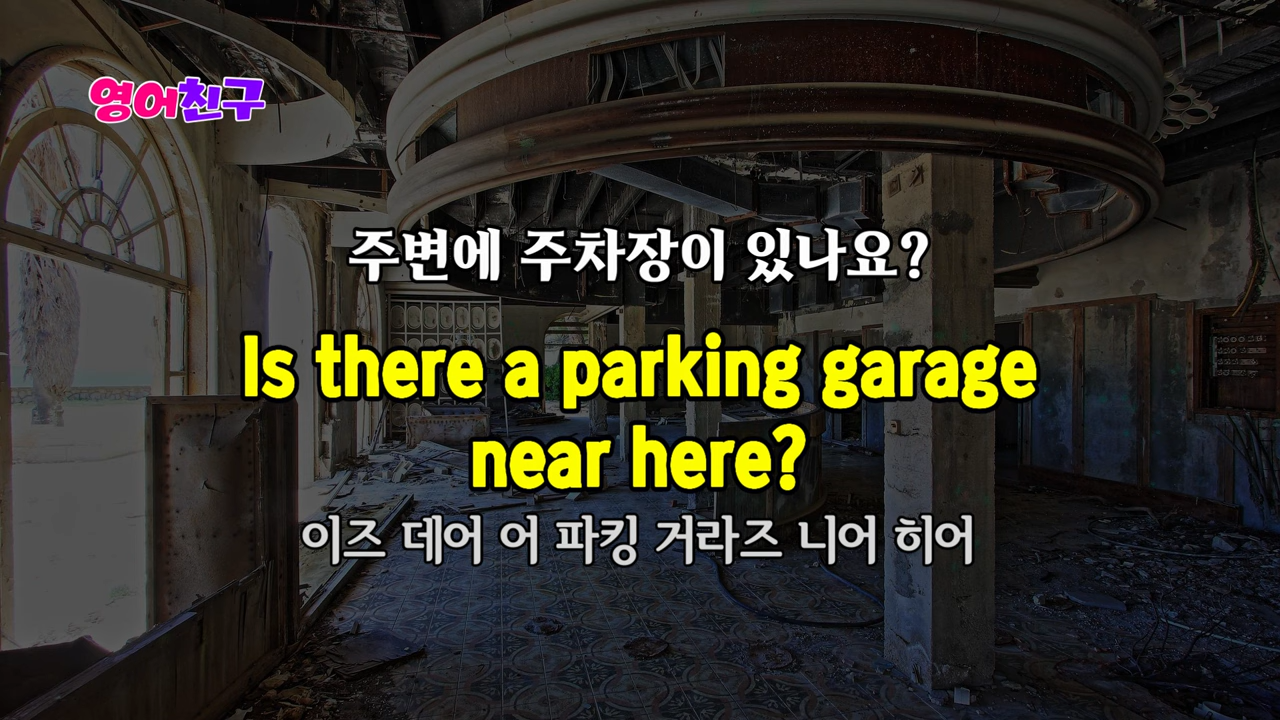 영어친구
주변에 주차장이 있나요?
Is there a parking garage
near here?
이즈 데어 어 파킹 거라즈 니어 히어